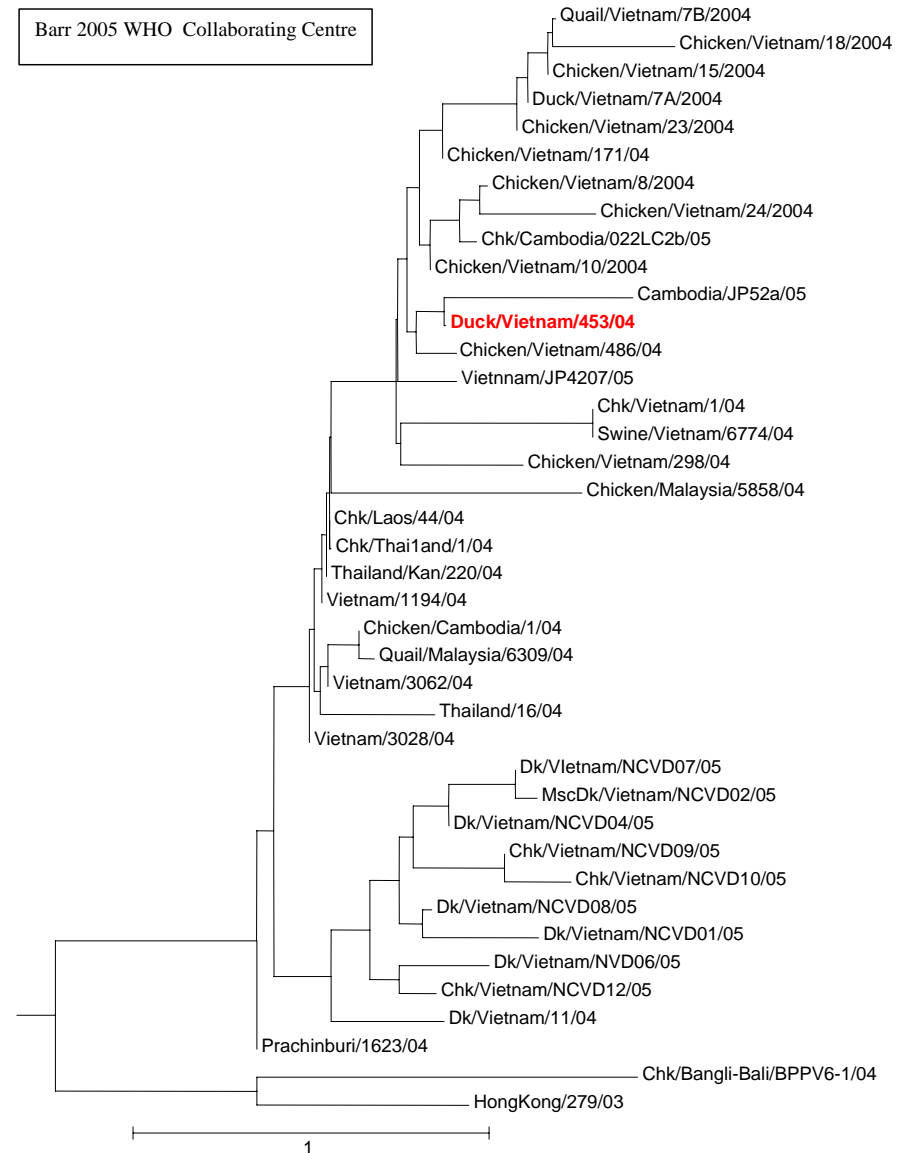 Barr 2005 WHO Collaborating Centre
Quail/Vietnam/7B/2004
Chicken/Vietnam/18/2004
Chicken/Vietnam/15/2004
Duck/Vietnam/7A/2004
Chicken/Vietnam/23/2004
Chicken/Vietnam/171/04
Chicken/Vietnam/8/2004
Chicken/Vietnam/24/2004
Chk/Cambodia/022LC2b/05
Chicken/Vietnam/10/2004
Cambodia/JP52a/05
Duck/Vietnam/453/04
Chicken/Vietnam/486/04
Vietnnam/JP4207/05
Chk/Vietnam/1/04
Swine/Vietnam/6774/04
Chicken/Vietnam/298/04
Chicken/Malaysia/5858/04
Chk/Laos/44/04
Chk/Thai1and/1/04
Thailand/Kan/220/04
Vietnam/1194/04
Chicken/Cambodia/1/04
Quail/Malaysia/6309/04
Vietnam/3062/04
Thailand/16/04
Vietnam/3028/04
Dk/VIetnam/NCVD07/05
MscDk/Vietnam/NCVD02/05
Dk/Vietnam/NCVD04/05
Chk/Vietnam/NCVD09/05
Chk/Vietnam/NCVD10/05
Dk/Vietnam/NCVD08/05
Dk/Vietnam/NCVD01/05
Dk/Vietnam/NVD06/05
Chk/Vietnam/NCVD12/05
Dk/Vietnam/11/04
Prachinburi/1623/04
Chk/Bangli-Bali/BPPV6-1/04
HongKong/279/03
1